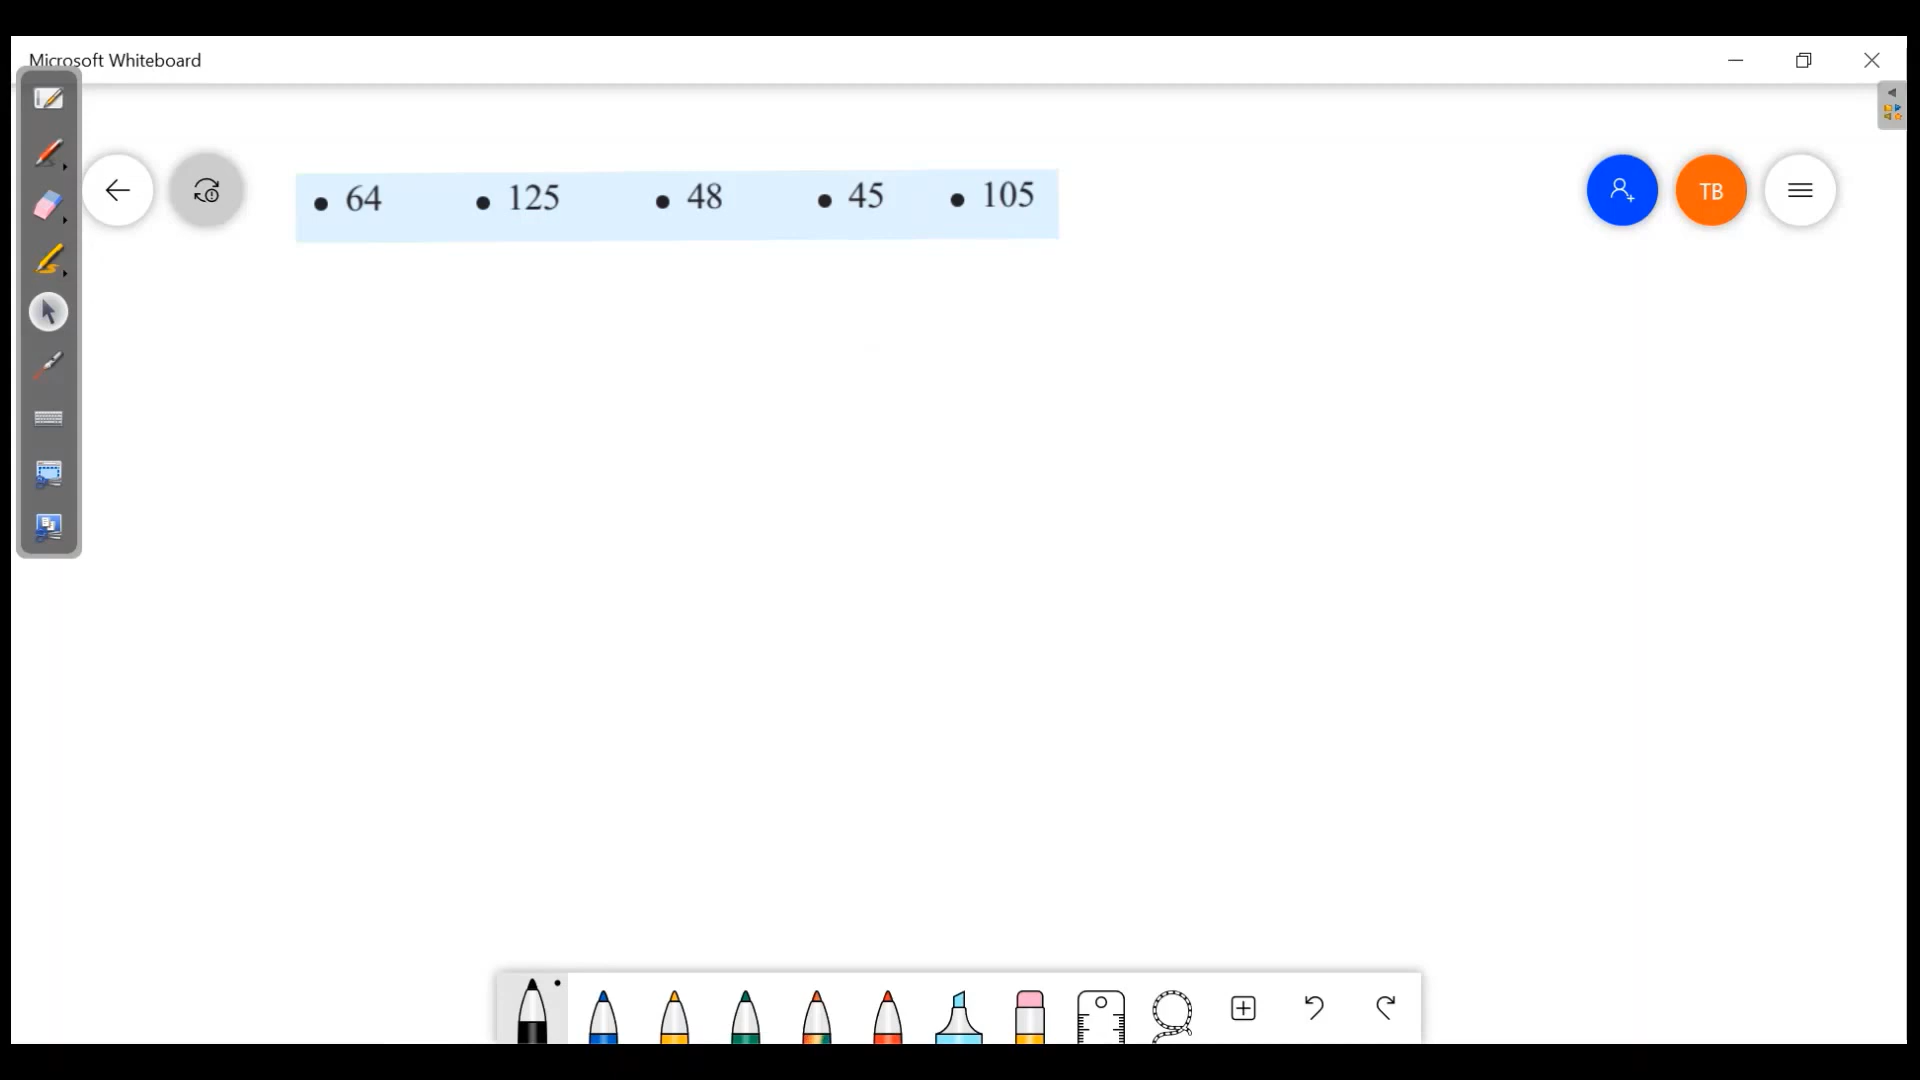 Microsoft Whiteboard
• 64 • 125 • 48 • 45 • 105
TB